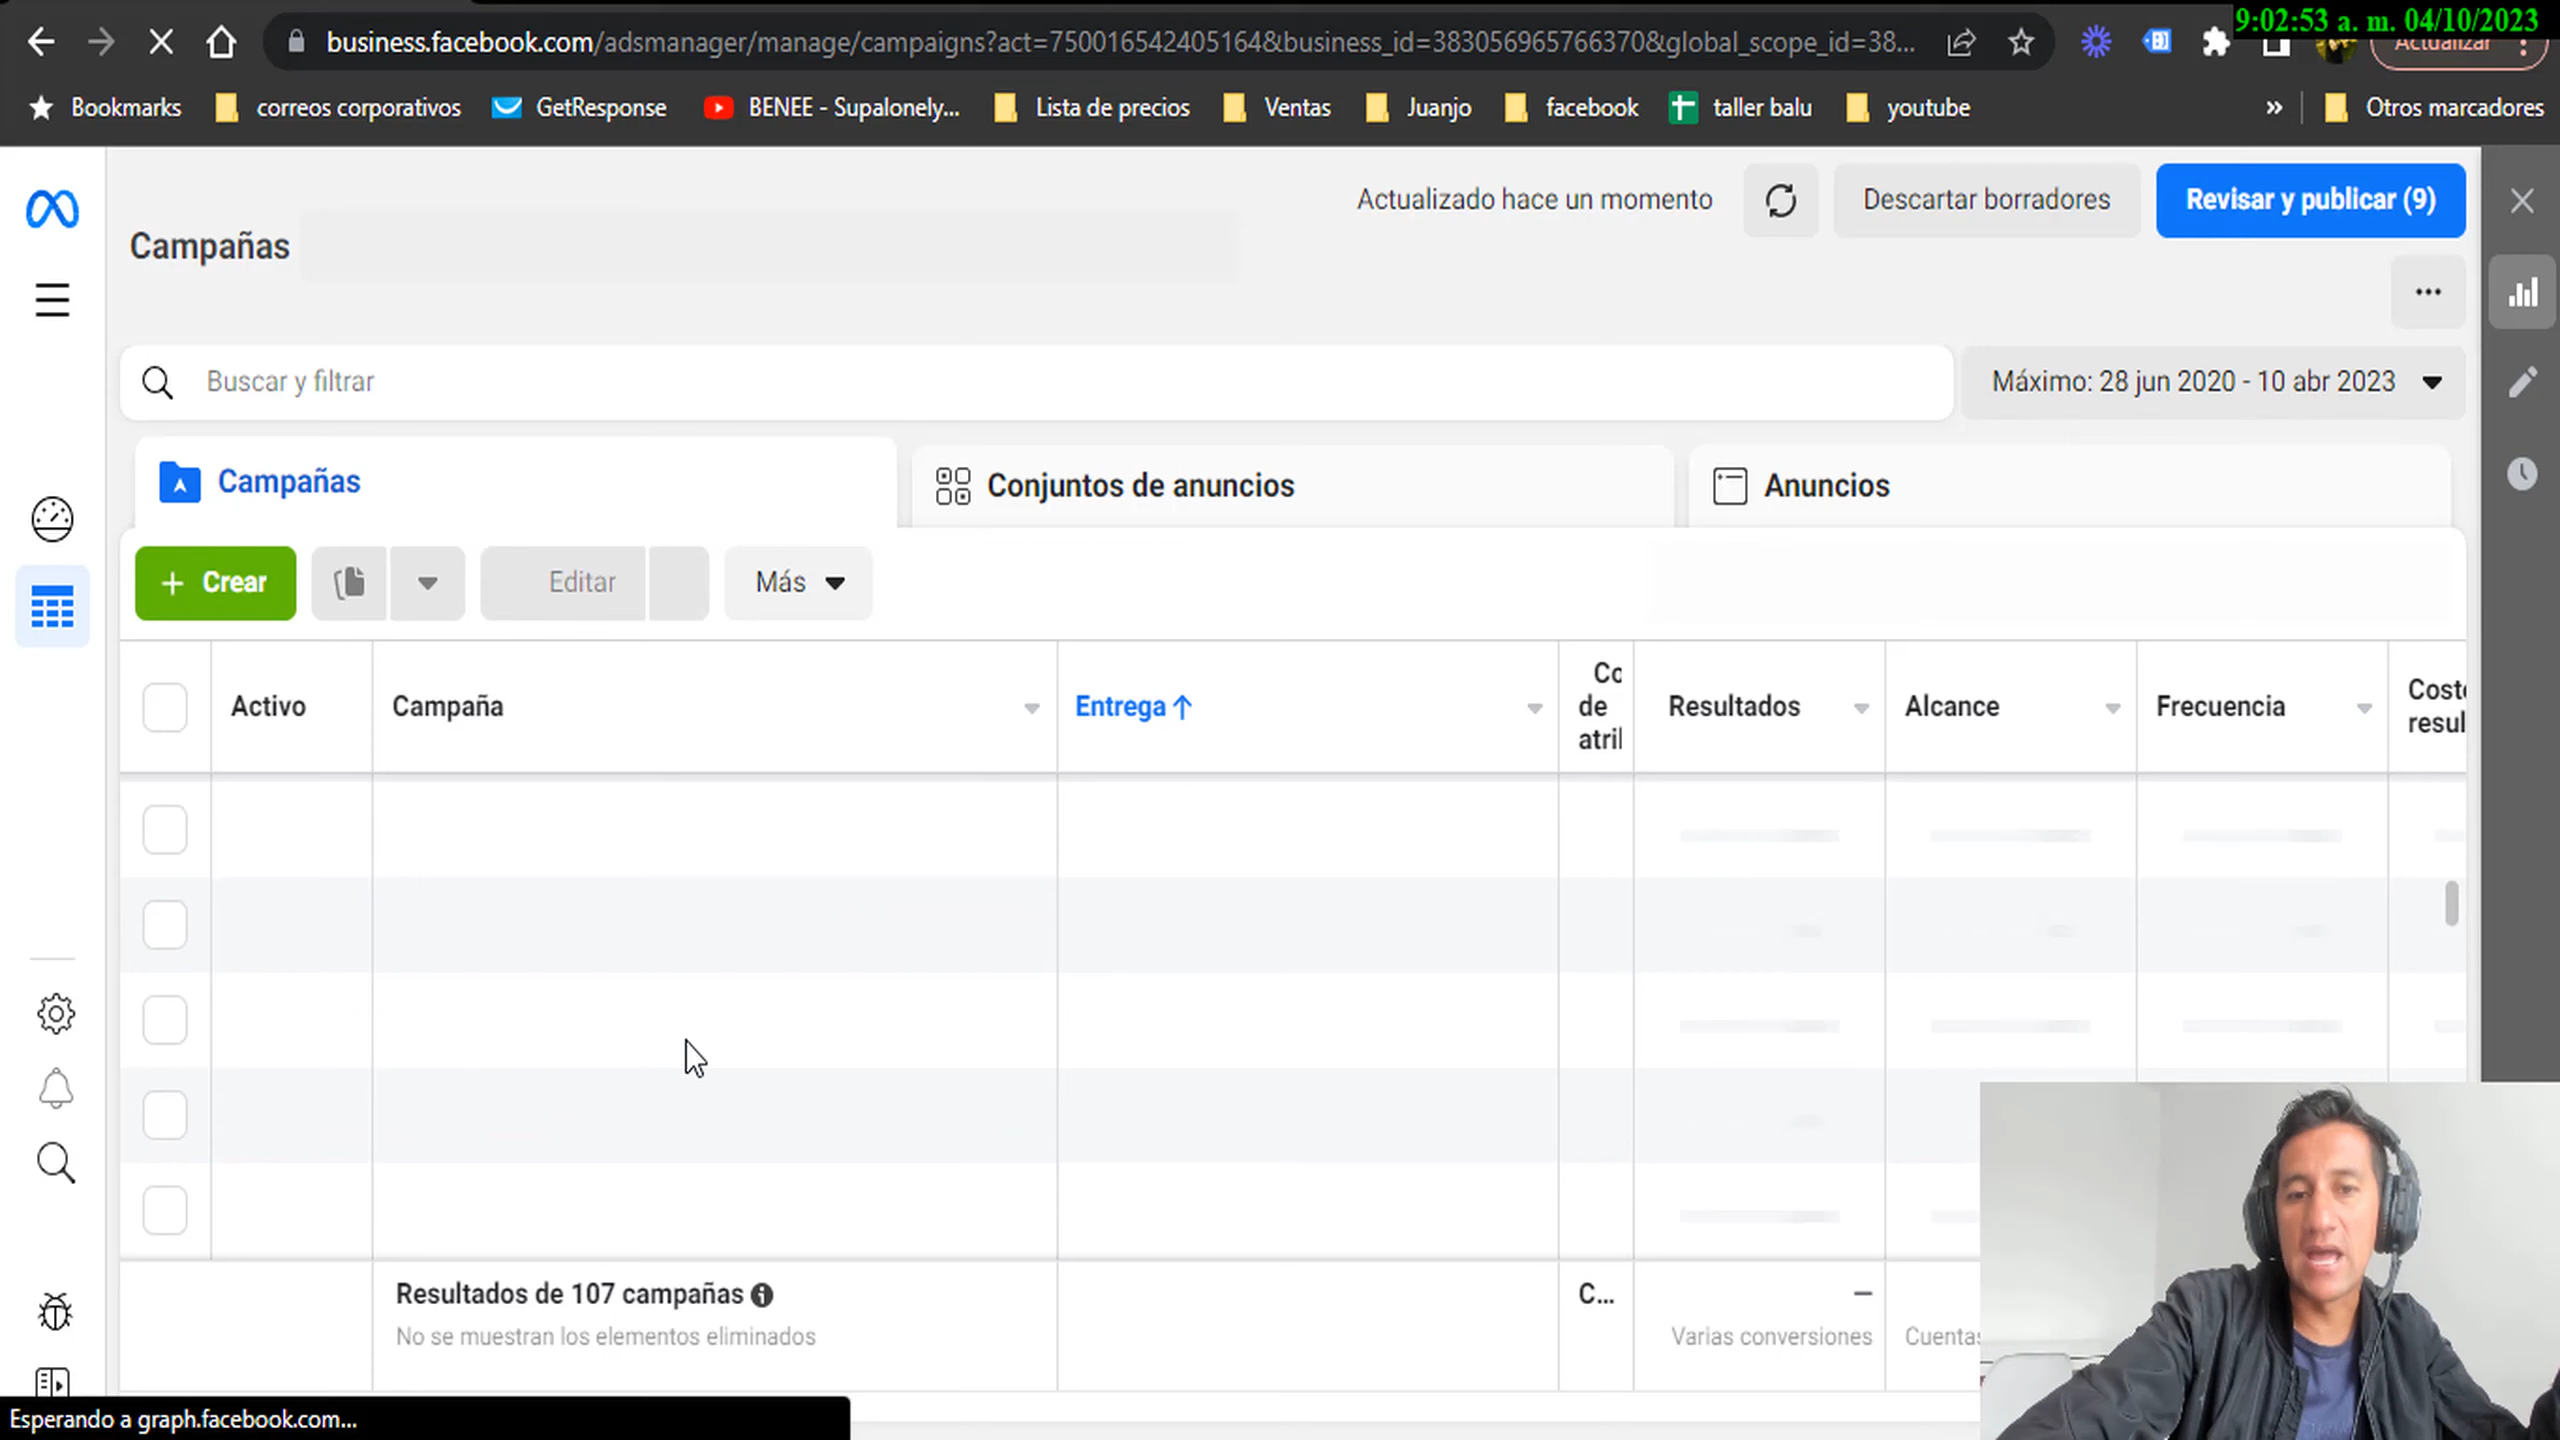 9:02:53 a. m. 04/10/2023
business.facebook.com/adsmanager/manage/campaigns?act=750016542405164&business_id=383056965766370&global_scope_id=38...
Actualizar
Bookmarks
correos corporativos
GetResponse
BENEE - Supalonely...
Lista de precios
Ventas
Juanjo
facebook
taller balu
youtube
»
Otros marcadores
Campañas
Actualizado hace un momento
Descartar borradores
Revisar y publicar (9)
Buscar y filtrar
Máximo: 28 jun 2020 - 10 abr 2023
Campañas
Conjuntos de anuncios
Anuncios
+ Crear
Editar
Más
Activo
Campaña
Entrega ↑
Co
de
atril
Resultados
Alcance
Frecuencia
Coste
resul
Resultados de 107 campañas
No se muestran los elementos eliminados
C...
—
Varias conversiones
Cuentas
Esperando a graph.facebook.com...